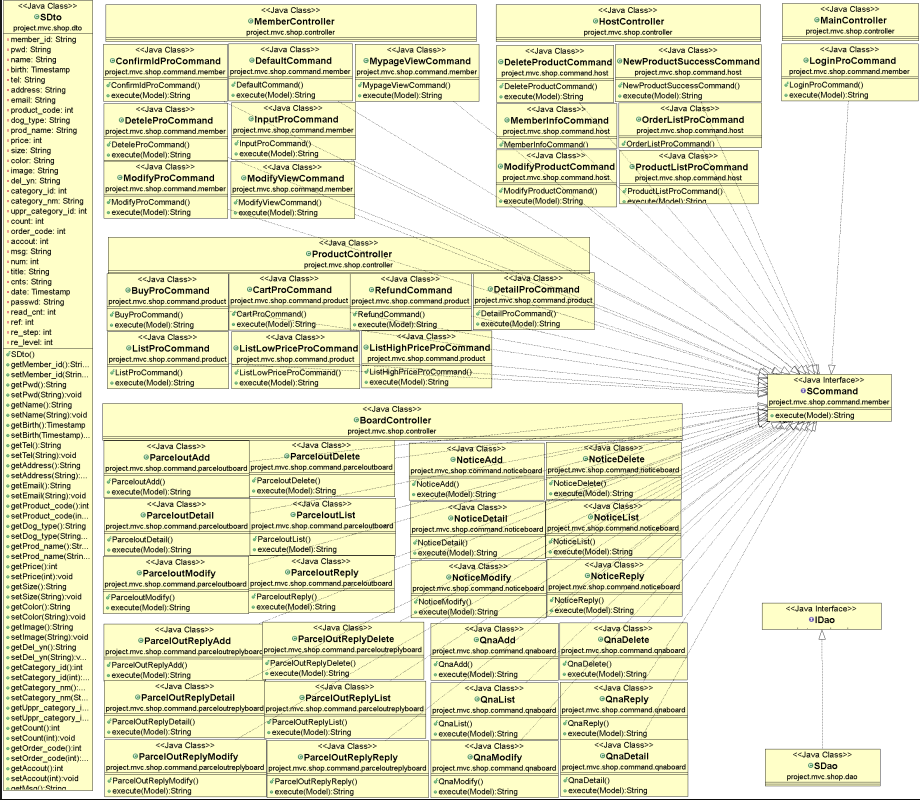 <<Java Class>>
SDto
project.mvc.shop.dto
member_id: String
pwd: String
name: String
birth: Timestamp
tel: String
address: String
email: String
product_code: int
dog_type: String
prod_name: String
price: int
size: String
color: String
image: String
del_yn: String
category_id: int
category_nm: String
uppr_category_id: int
count: int
order_code: int
accout: int
msg: String
num: int
title: String
cnts: String
date: Timestamp
passwd: String
read_cnt: int
ref: int
re_step: int
re_level: int
SDto()
getMember_id():Stri...
setMember_id(Strin...
getPwd():String
setPwd(String):void
getName():String
setName(String):void
getBirth():Timestamp
setBirth(Timestamp)...
getTel():String
setTel(String):void
getAddress():String
setAddress(String):...
getEmail():String
setEmail(String):void
getProduct_code():int
setProduct_code(in...
getDog_type():String
setDog_type(String...
getProd_name():Str...
setProd_name(Strin...
getPrice():int
setPrice(int):void
getSize():String
setSize(String):void
getColor():String
setColor(String):void
getImage():String
setImage(String):void
getDel_yn():String
setDel_yn(String):v...
getCategory_id():int
setCategory_id(int):...
getCategory_nm():...
setCategory_nm(St...
getUppr_category_i...
setUppr_category_i...
getCount():int
setCount(int):void
getOrder_code():int
setOrder_code(int):...
getAccout():int
setAccout(int):void
getMsg():String
<<Java Class>>
MemberController
project.mvc.shop.controller
<<Java Class>>
ConfirmIdProCommand
project.mvc.shop.command.member
ConfirmIdProCommand()
execute(Model):String
<<Java Class>>
DefaultCommand
project.mvc.shop.command.member
DefaultCommand()
execute(Model):String
<<Java Class>>
MypageViewCommand
project.mvc.shop.command.member
MypageViewCommand()
execute(Model):String
<<Java Class>>
DeteleProCommand
project.mvc.shop.command.member
DeteleProCommand()
execute(Model):String
<<Java Class>>
InputProCommand
project.mvc.shop.command.member
InputProCommand()
execute(Model):String
<<Java Class>>
ModifyProCommand
project.mvc.shop.command.member
ModifyProCommand()
execute(Model):String
<<Java Class>>
ModifyViewCommand
project.mvc.shop.command.member
ModifyViewCommand()
execute(Model):String
<<Java Class>>
HostController
project.mvc.shop.controller
<<Java Class>>
DeleteProductCommand
project.mvc.shop.command.host
DeleteProductCommand()
execute(Model):String
<<Java Class>>
NewProductSuccessCommand
project.mvc.shop.command.host
NewProductSuccessCommand()
execute(Model):String
<<Java Class>>
MemberInfoCommand
project.mvc.shop.command.host
MemberInfoCommand()
execute(Model):String
<<Java Class>>
OrderListProCommand
project.mvc.shop.command.host
OrderListProCommand()
<<Java Class>>
ModifyProductCommand
project.mvc.shop.command.host
ModifyProductCommand()
execute(Model):String
<<Java Class>>
ProductListProCommand
project.mvc.shop.command.host
ProductListProCommand()
execute(Model):String
<<Java Class>>
MainController
project.mvc.shop.controller
<<Java Class>>
LoginProCommand
project.mvc.shop.command.member
LoginProCommand()
execute(Model):String
<<Java Class>>
ProductController
project.mvc.shop.controller
<<Java Class>>
BuyProCommand
project.mvc.shop.command.product
BuyProCommand()
execute(Model):String
<<Java Class>>
CartProCommand
project.mvc.shop.command.product
CartProCommand()
execute(Model):String
<<Java Class>>
RefundCommand
project.mvc.shop.command.product
RefundCommand()
execute(Model):String
<<Java Class>>
DetailProCommand
project.mvc.shop.command.product
DetailProCommand()
execute(Model):String
<<Java Class>>
ListProCommand
project.mvc.shop.command.product
ListProCommand()
execute(Model):String
<<Java Class>>
ListLowPriceProCommand
project.mvc.shop.command.product
ListLowPriceProCommand()
execute(Model):String
<<Java Class>>
ListHighPriceProCommand
project.mvc.shop.command.product
ListHighPriceProCommand()
execute(Model):String
<<Java Interface>>
SCommand
project.mvc.shop.command.member
execute(Model):String
<<Java Class>>
BoardController
project.mvc.shop.controller
<<Java Class>>
ParceloutAdd
project.mvc.shop.command.parceloutboard
ParceloutAdd()
execute(Model):String
<<Java Class>>
ParceloutDelete
project.mvc.shop.command.parceloutboard
ParceloutDelete()
execute(Model):String
<<Java Class>>
NoticeAdd
project.mvc.shop.command.noticeboard
NoticeAdd()
execute(Model):String
<<Java Class>>
NoticeDelete
project.mvc.shop.command.noticeboard
NoticeDelete()
execute(Model):String
<<Java Class>>
ParceloutDetail
project.mvc.shop.command.parceloutboard
ParceloutDetail()
execute(Model):String
<<Java Class>>
ParceloutList
project.mvc.shop.command.parceloutboard
ParceloutList()
execute(Model):String
<<Java Class>>
NoticeDetail
project.mvc.shop.command.noticeboard
NoticeDetail()
execute(Model):String
<<Java Class>>
NoticeList
project.mvc.shop.command.noticeboard
NoticeList()
execute(Model):String
<<Java Class>>
ParceloutModify
project.mvc.shop.command.parceloutboard
ParceloutModify()
execute(Model):String
<<Java Class>>
ParceloutReply
project.mvc.shop.command.parceloutboard
ParceloutReply()
execute(Model):String
<<Java Class>>
NoticeModify
project.mvc.shop.command.noticeboard
NoticeModify()
execute(Model):String
<<Java Class>>
NoticeReply
project.mvc.shop.command.noticeboard
NoticeReply()
execute(Model):String
<<Java Class>>
ParcelOutReplyAdd
project.mvc.shop.command.parceloutreplyboard
ParcelOutReplyAdd()
execute(Model):String
<<Java Class>>
ParcelOutReplyDelete
project.mvc.shop.command.parceloutreplyboard
ParcelOutReplyDelete()
execute(Model):String
<<Java Class>>
QnaAdd
project.mvc.shop.command.qnaboard
QnaAdd()
execute(Model):String
<<Java Class>>
QnaDelete
project.mvc.shop.command.qnaboard
QnaDelete()
execute(Model):String
<<Java Class>>
ParcelOutReplyDetail
project.mvc.shop.command.parceloutreplyboard
ParcelOutReplyDetail()
execute(Model):String
<<Java Class>>
ParcelOutReplyList
project.mvc.shop.command.parceloutreplyboard
ParcelOutReplyList()
execute(Model):String
<<Java Class>>
QnaList
project.mvc.shop.command.qnaboard
QnaList()
execute(Model):String
<<Java Class>>
QnaReply
project.mvc.shop.command.qnaboard
QnaReply()
execute(Model):String
<<Java Class>>
ParcelOutReplyModify
project.mvc.shop.command.parceloutreplyboard
ParcelOutReplyModify()
execute(Model):String
<<Java Class>>
ParcelOutReplyReply
project.mvc.shop.command.parceloutreplyboard
ParcelOutReplyReply()
execute(Model):String
<<Java Class>>
QnaModify
project.mvc.shop.command.qnaboard
QnaModify()
execute(Model):String
<<Java Class>>
QnaDetail
project.mvc.shop.command.qnaboard
QnaDetail()
execute(Model):String
<<Java Interface>>
IDao
<<Java Class>>
SDao
project.mvc.shop.dao